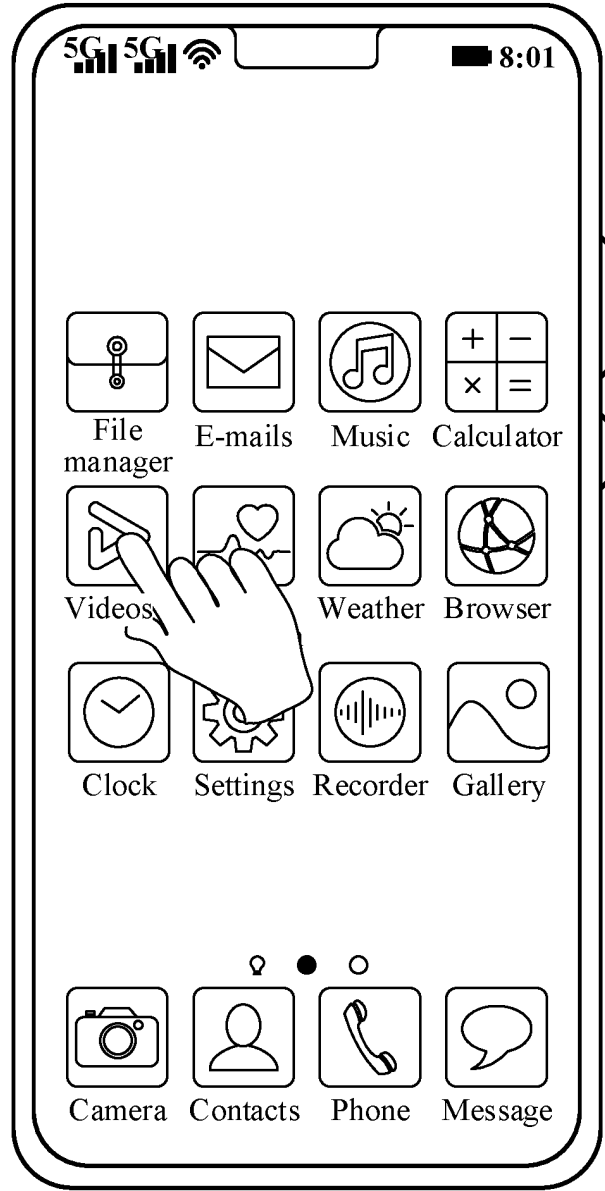 5G 5G 8:01
File manager E-mails Music Calculator
Videos Weather Browser
Clock Settings Recorder Gallery
Camera Contacts Phone Message